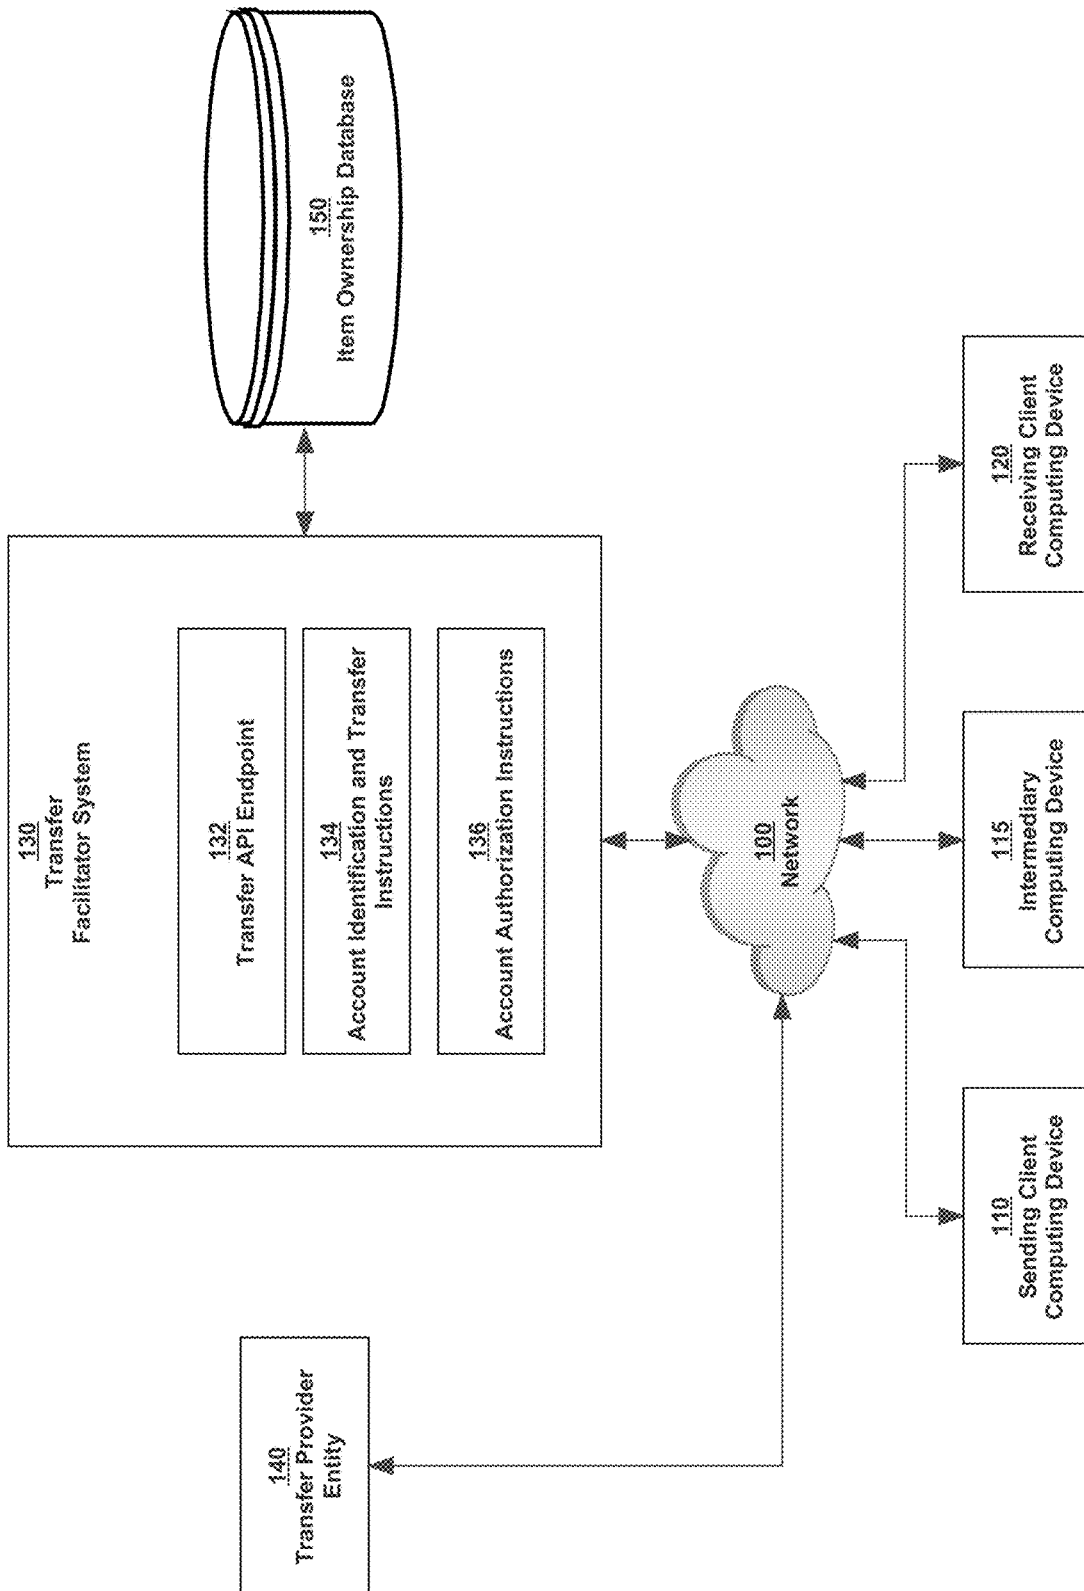 130
Transfer
Facilitator System
132
Transfer API Endpoint
134
Account Identification and Transfer
Instructions
136
Account Authorization Instructions
150
Item Ownership Database
140
Transfer Provider
Entity
100
Network
110
Sending Client
Computing Device
115
Intermediary
Computing Device
120
Receiving Client
Computing Device